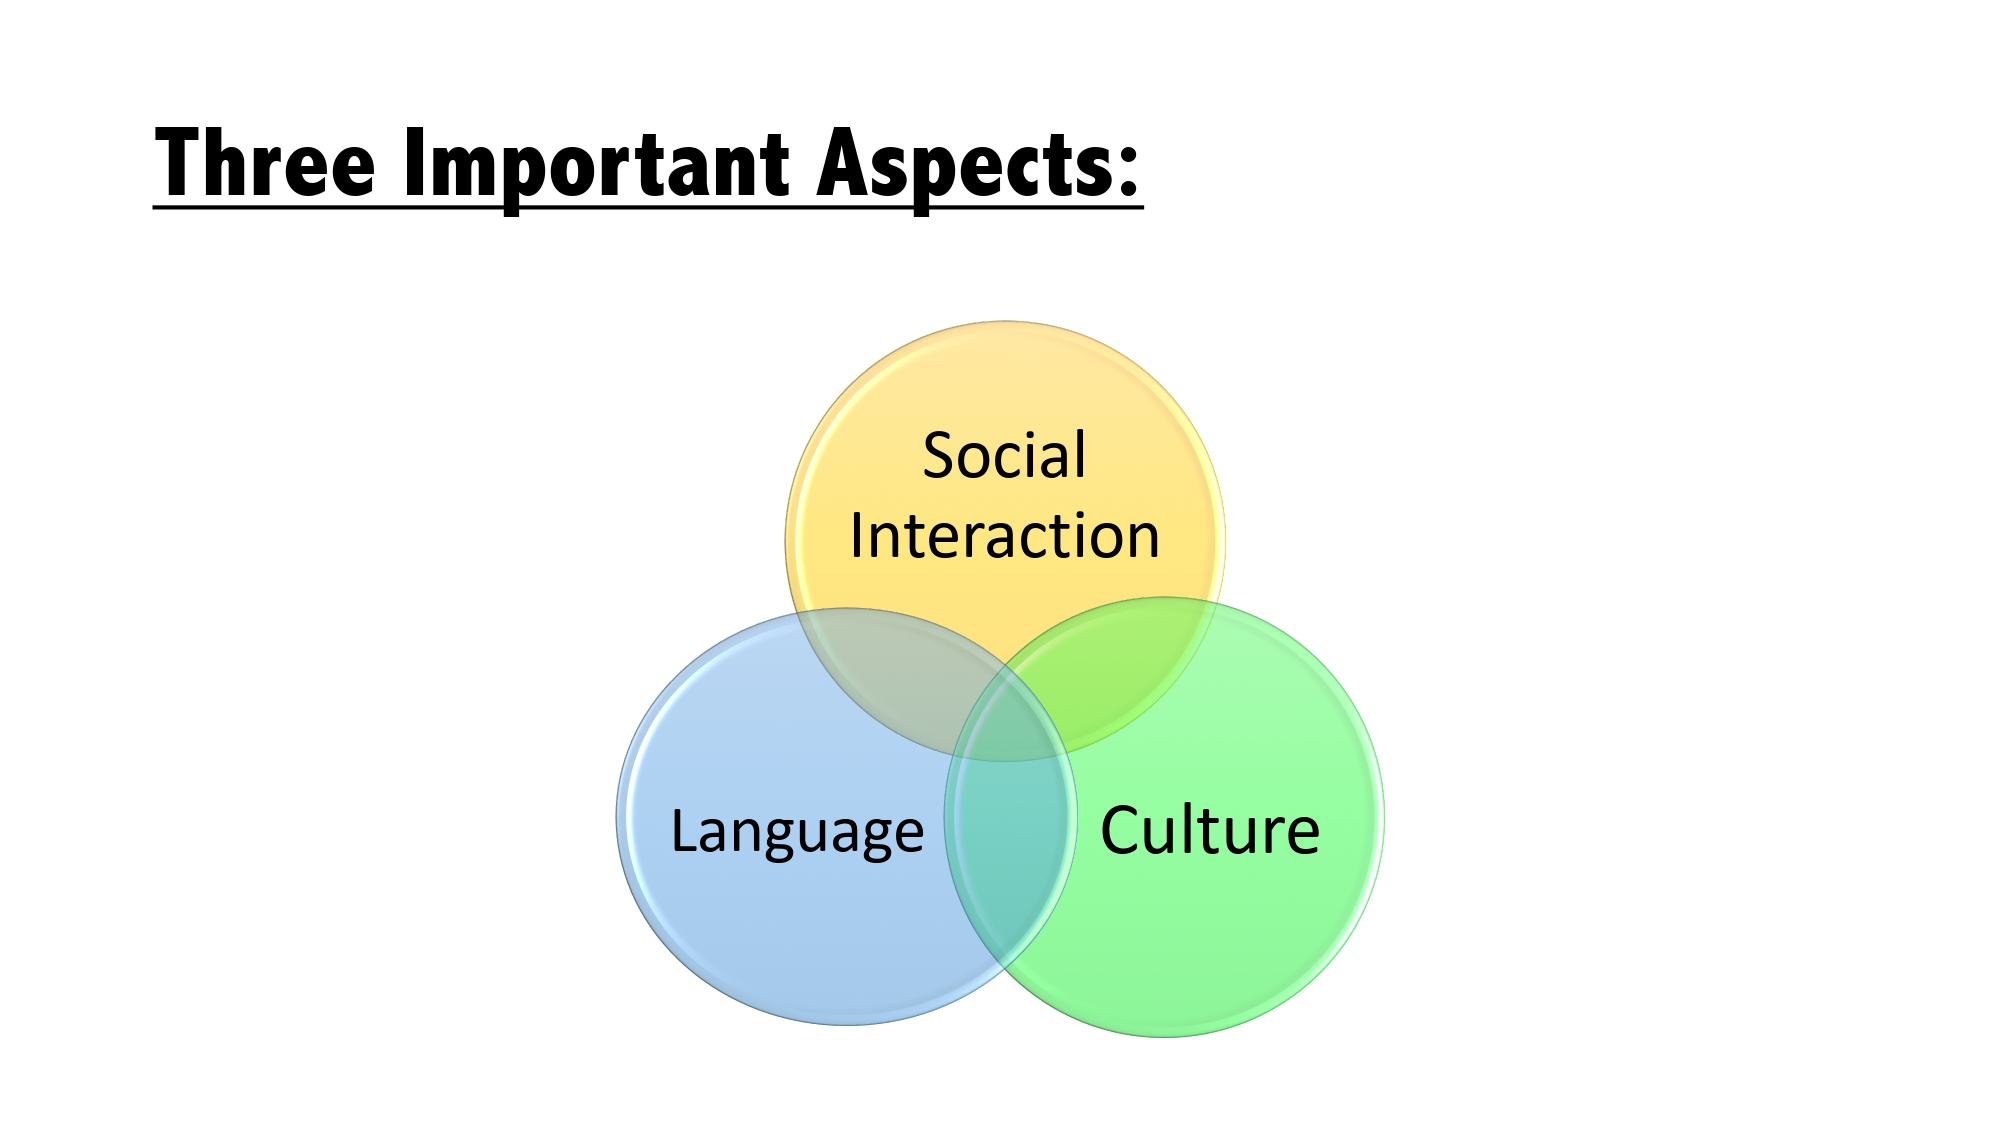 Three Important Aspects:
Social
Interaction
Language
Culture